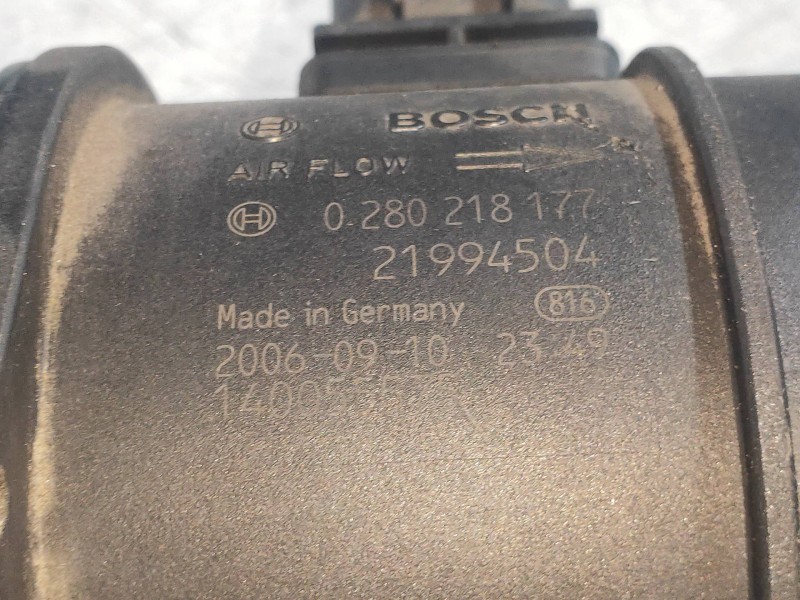 BOSCH
AIR FLOW
0 280 218 177
21994504
Made in Germany 816
2006-09-10 23 49